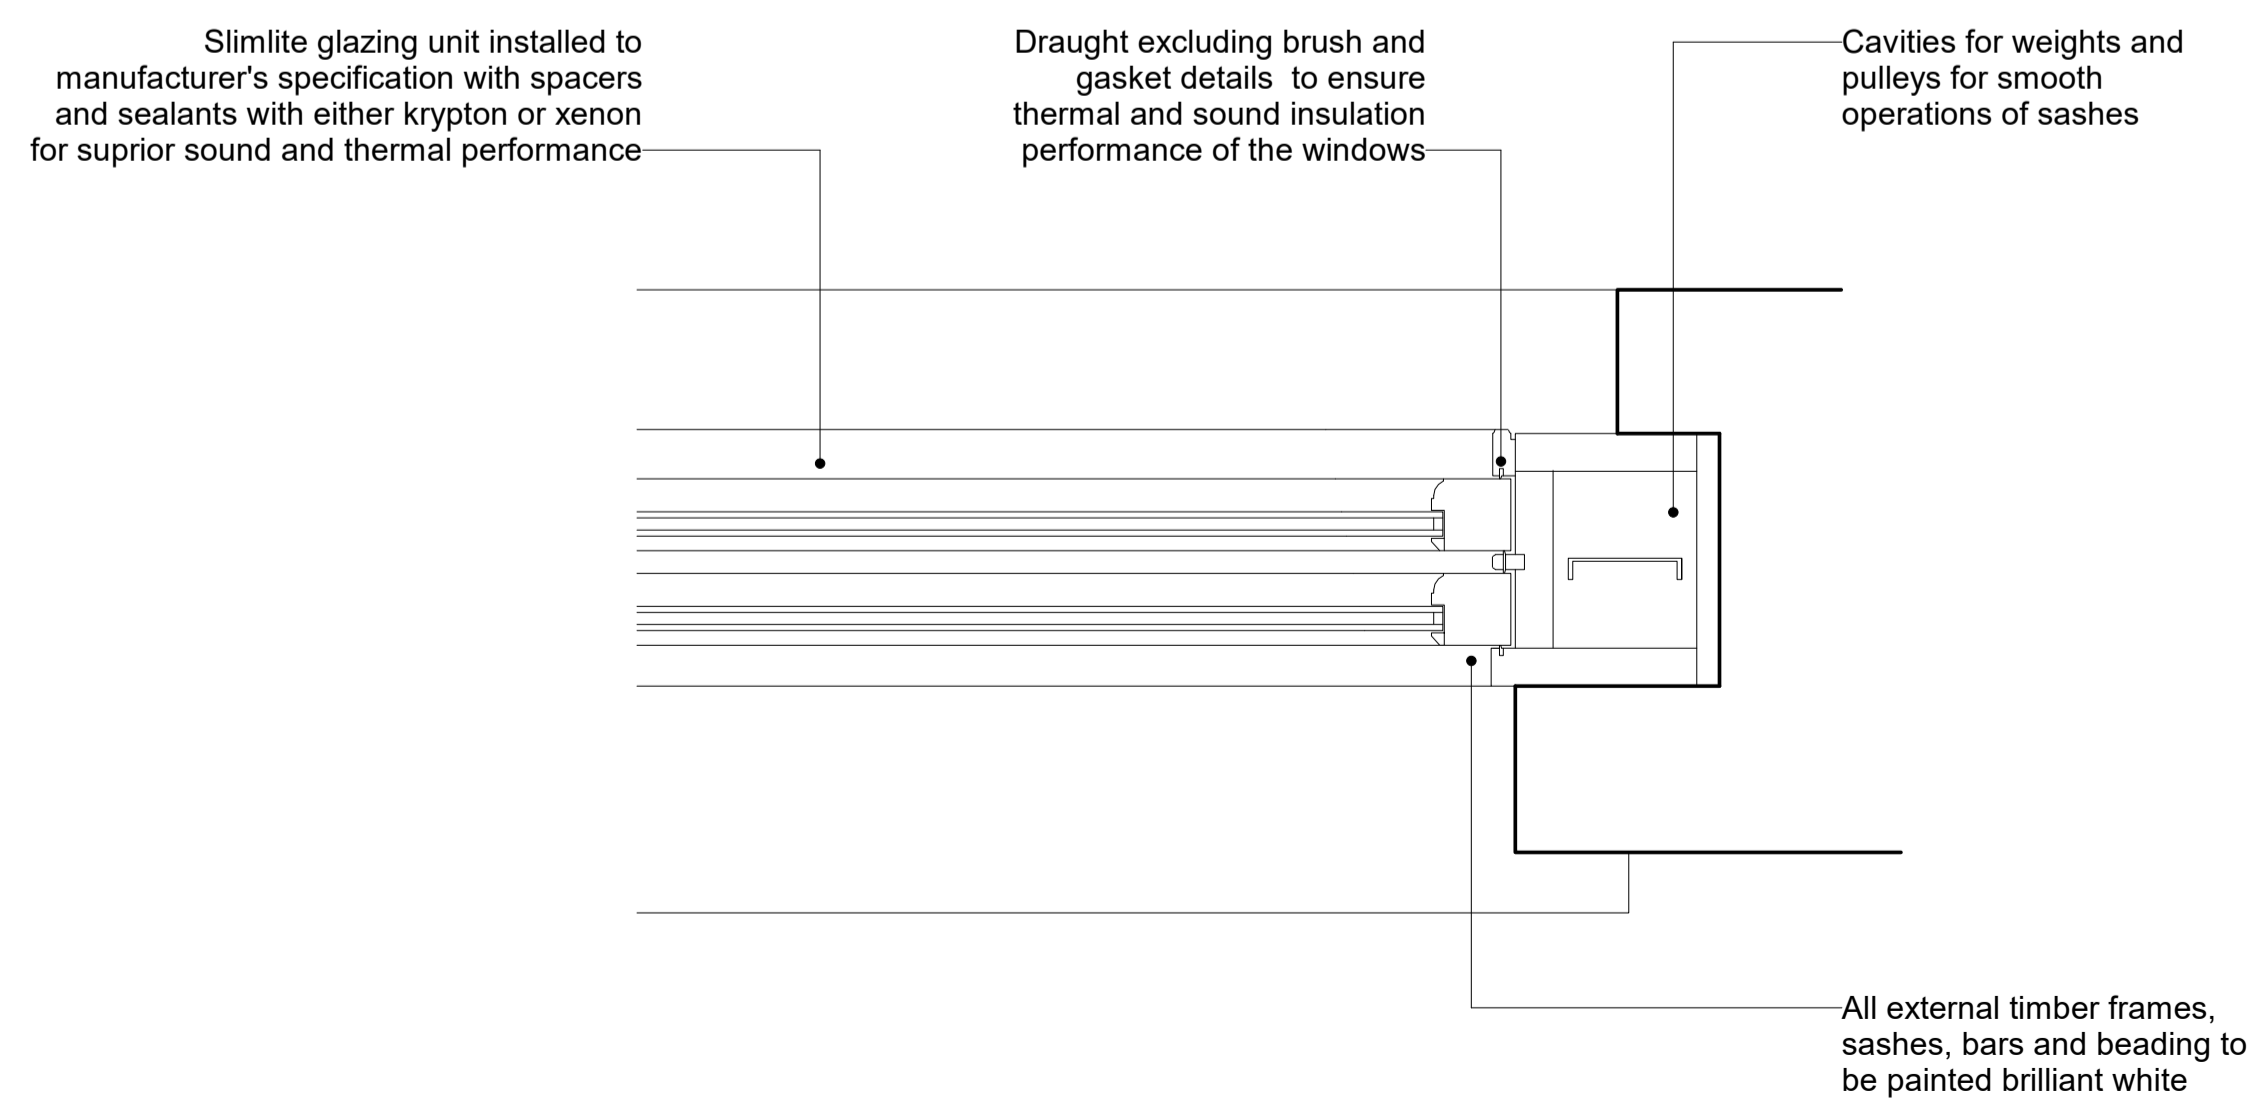 Slimlite glazing unit installed to
manufacturer's specification with spacers
and sealants with either krypton or xenon
for suprior sound and thermal performance
Draught excluding brush and
gasket details  to ensure
thermal and sound insulation
performance of the windows
Cavities for weights and
pulleys for smooth
operations of sashes
All external timber frames,
sashes, bars and beading to
be painted brilliant white